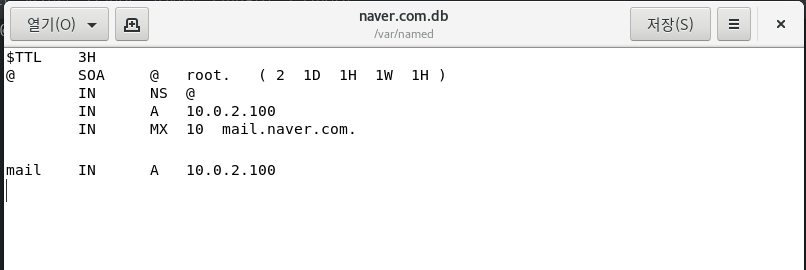 열기(O)
naver.com.db
/var/named
저장(S)
$TTL 3H
@ SOA @ root. ( 2 1D 1H 1W 1H )
IN NS @
IN A 10.0.2.100
IN MX 10 mail.naver.com.
mail IN A 10.0.2.100